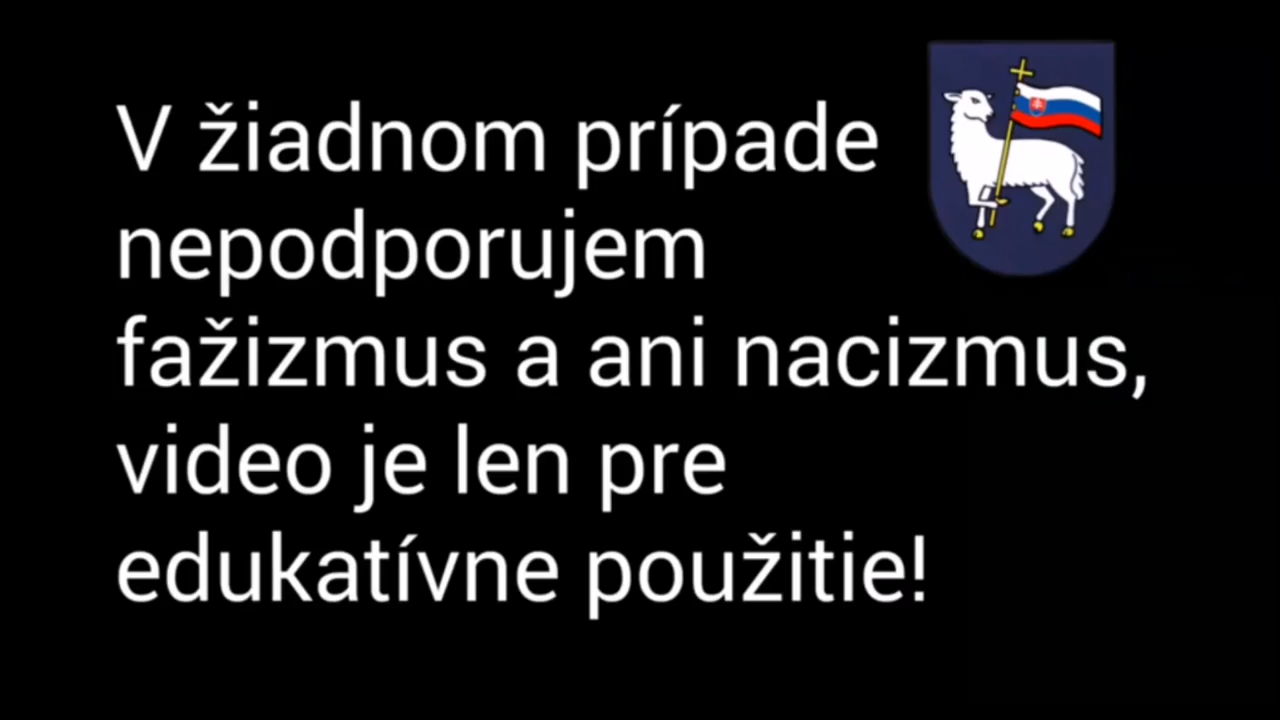 V žiadnom prípade
nepodporujem
fažizmus a ani nacizmus,
video je len pre
edukatívne použitie!